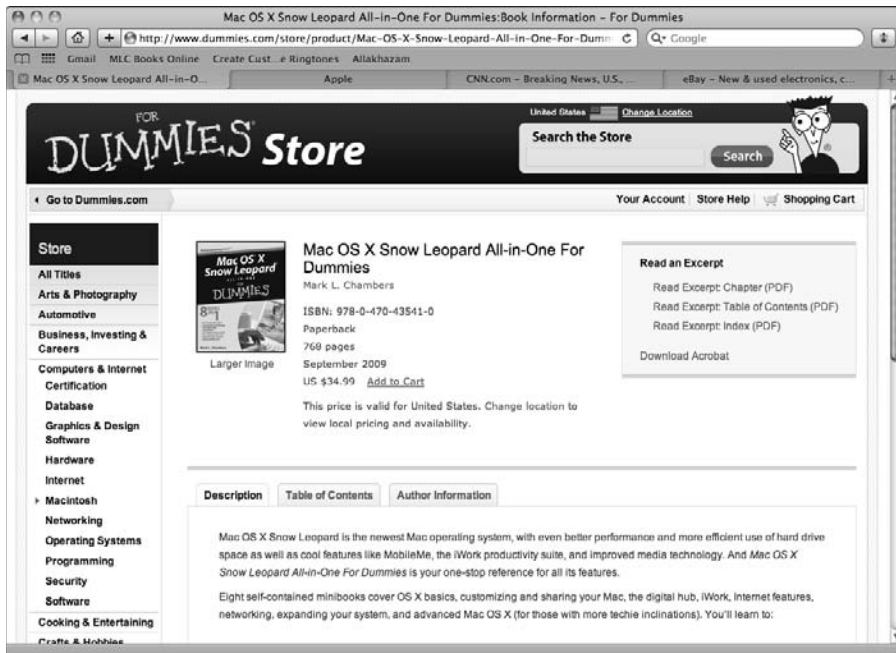 Mac OS X Snow Leopard All-in-One For Dummies:Book Information – For Dummies
http://www.dummies.com/store/product/Mac-OS-X-Snow-Leopard-All-in-One-For-Dumm
Google
Gmail MLC Books Online Create Cust...e Ringtones Allakhazam
Mac OS X Snow Leopard All-in-O...
Apple
CNN.com – Breaking News, U.S., ...
eBay – New & used electronics, c...
FOR
DUMMIES Store
United States Change Location
Search the Store
Search
Go to Dummies.com
Your Account Store Help Shopping Cart
Store
All Titles
Arts & Photography
Automotive
Business, Investing &
Careers
Computers & Internet
Certification
Database
Graphics & Design
Software
Hardware
Internet
Macintosh
Networking
Operating Systems
Programming
Security
Software
Cooking & Entertaining
Crafts & Hobbies
Mac OS X
Snow Leopard
ALL-IN-ONE
FOR
DUMMIES
8 1
Larger Image
Mac OS X Snow Leopard All-in-One For
Dummies
Mark L. Chambers
ISBN: 978-0-470-43541-0
Paperback
768 pages
September 2009
US $34.99 Add to Cart
This price is valid for United States. Change location to
view local pricing and availability.
Read an Excerpt
Read Excerpt: Chapter (PDF)
Read Excerpt: Table of Contents (PDF)
Read Excerpt: Index (PDF)
Download Acrobat
Description Table of Contents Author Information
Mac OS X Snow Leopard is the newest Mac operating system, with even better performance and more efficient use of hard drive
space as well as cool features like MobileMe, the iWork productivity suite, and improved media technology. And Mac OS X
Snow Leopard All-in-One For Dummies is your one-stop reference for all its features.
Eight self-contained minibooks cover OS X basics, customizing and sharing your Mac, the digital hub, iWork, Internet features,
networking, expanding your system, and advanced Mac OS X (for those with more techie inclinations). You'll learn to: